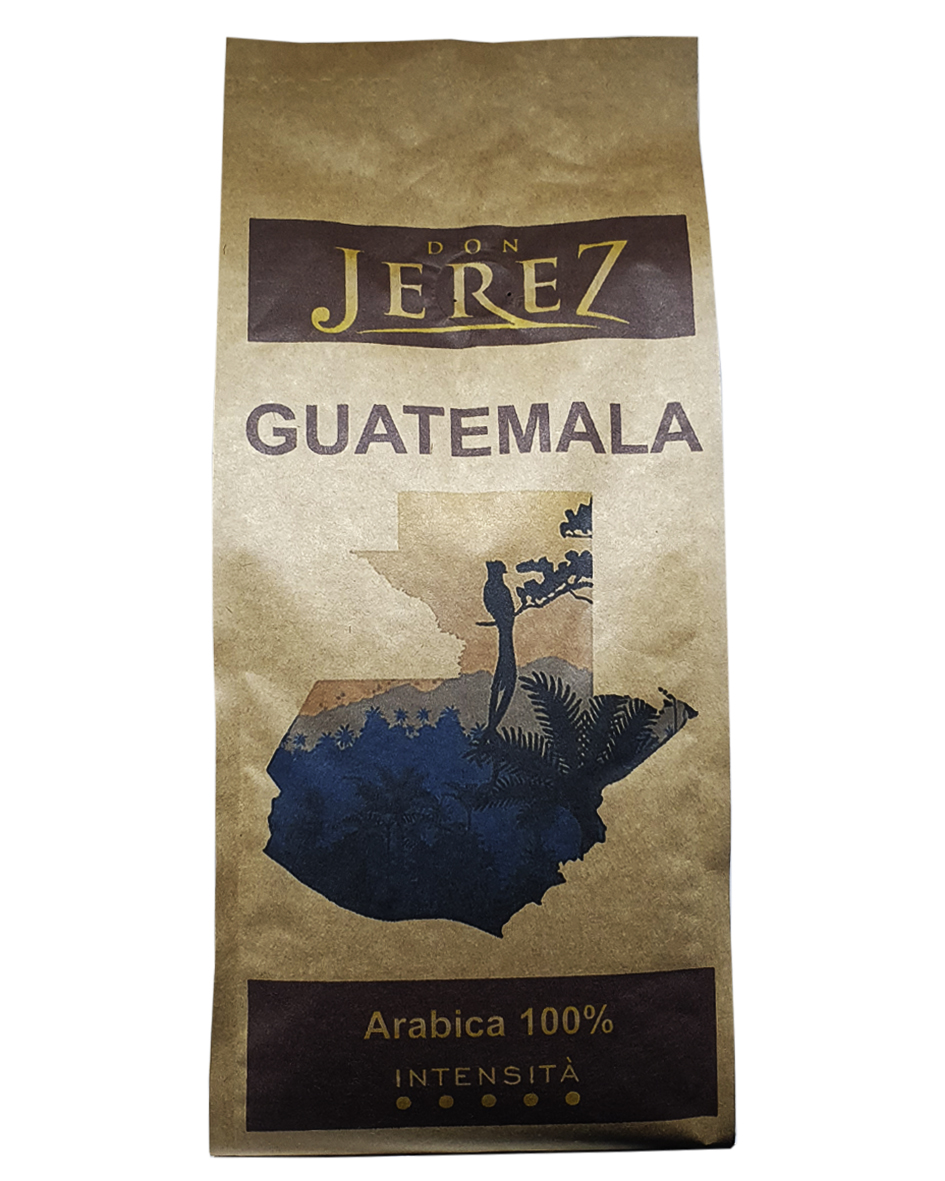 DON
JEREZ
GUATEMALA
Arabica 100%
INTENSITÀ